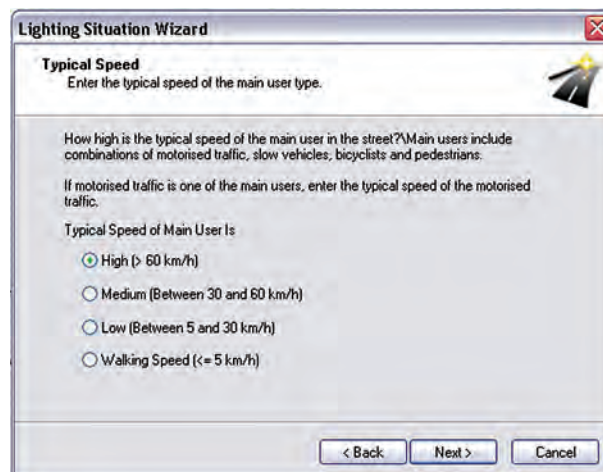 Lighting Situation Wizard
Typical Speed
Enter the typical speed of the main user type.
How high is the typical speed of the main user in the street?\Main users include
combinations of motorised traffic, slow vehicles, bicyclists and pedestrians.
If motorised traffic is one of the main users, enter the typical speed of the motorised
traffic.
Typical Speed of Main User Is
High (> 60 km/h)
Medium (Between 30 and 60 km/h)
Low (Between 5 and 30 km/h)
Walking Speed (<= 5 km/h)
< Back Next > Cancel